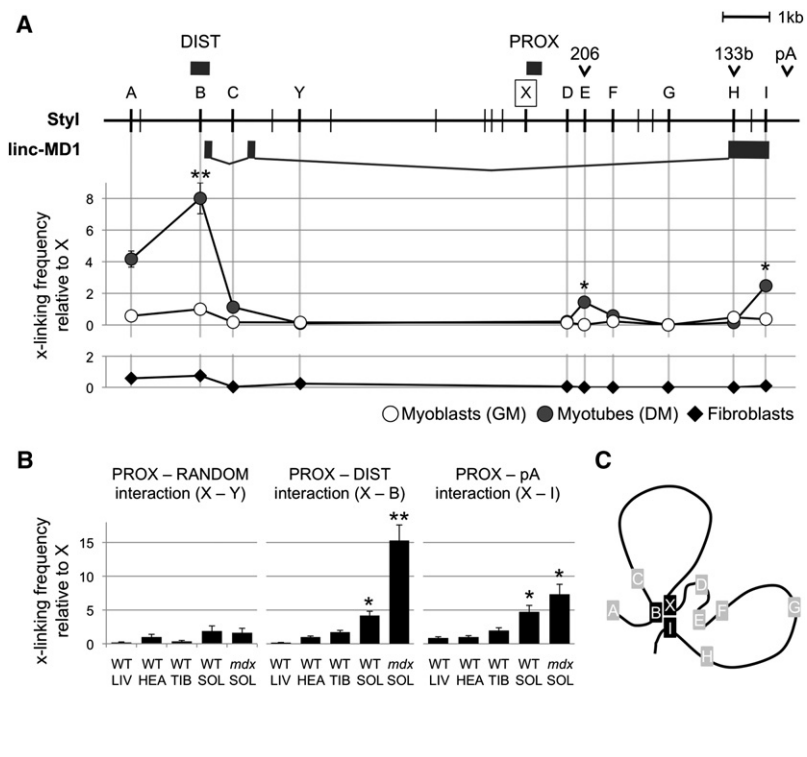 A
1kb
DIST
PROX
206
133b
pA
A
B
C
Y
X
D
E
F
G
H
I
StyI
linc-MD1
**
*
*
8
6
4
2
0
x-linking frequency
relative to X
2
0
Myoblasts (GM)
Myotubes (DM)
Fibroblasts
B
PROX – RANDOM
interaction (X – Y)
PROX – DIST
interaction (X – B)
PROX – pA
interaction (X – I)
x-linking frequency
relative to X
15
10
5
0
*
**
*
*
WT WT WT WT mdx
LIV HEA TIB SOL SOL
WT WT WT WT mdx
LIV HEA TIB SOL SOL
WT WT WT WT mdx
LIV HEA TIB SOL SOL
C
C
D
A
B
X
E
F
G
I
H